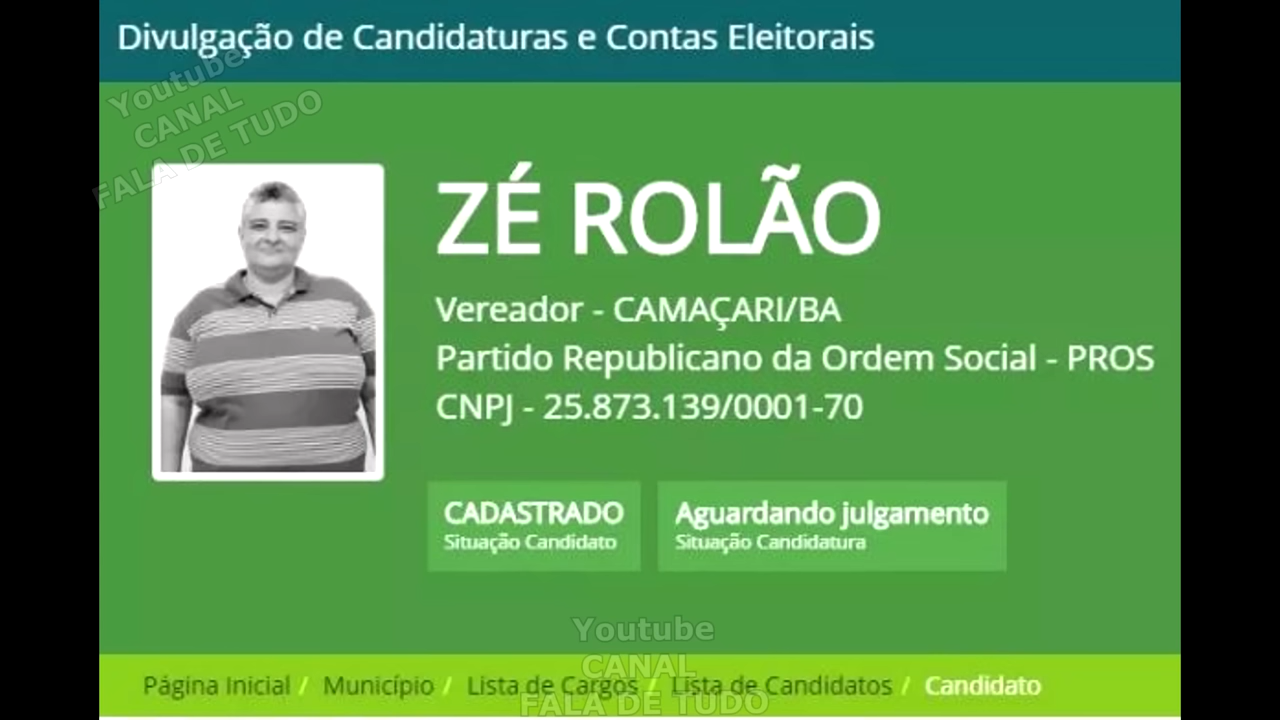 Divulgação de Candidaturas e Contas Eleitorais
Youtube
CANAL
FALA DE TUDO
ZÉ ROLÃO
Vereador - CAMAÇARI/BA
Partido Republicano da Ordem Social - PROS
CNPJ - 25.873.139/0001-70
CADASTRADO
Situação Candidato
Aguardando julgamento
Situação Candidatura
Youtube
CANAL
FALA DE TUDO
Página Inicial / Município / Lista de Cargos / Lista de Candidatos / Candidato